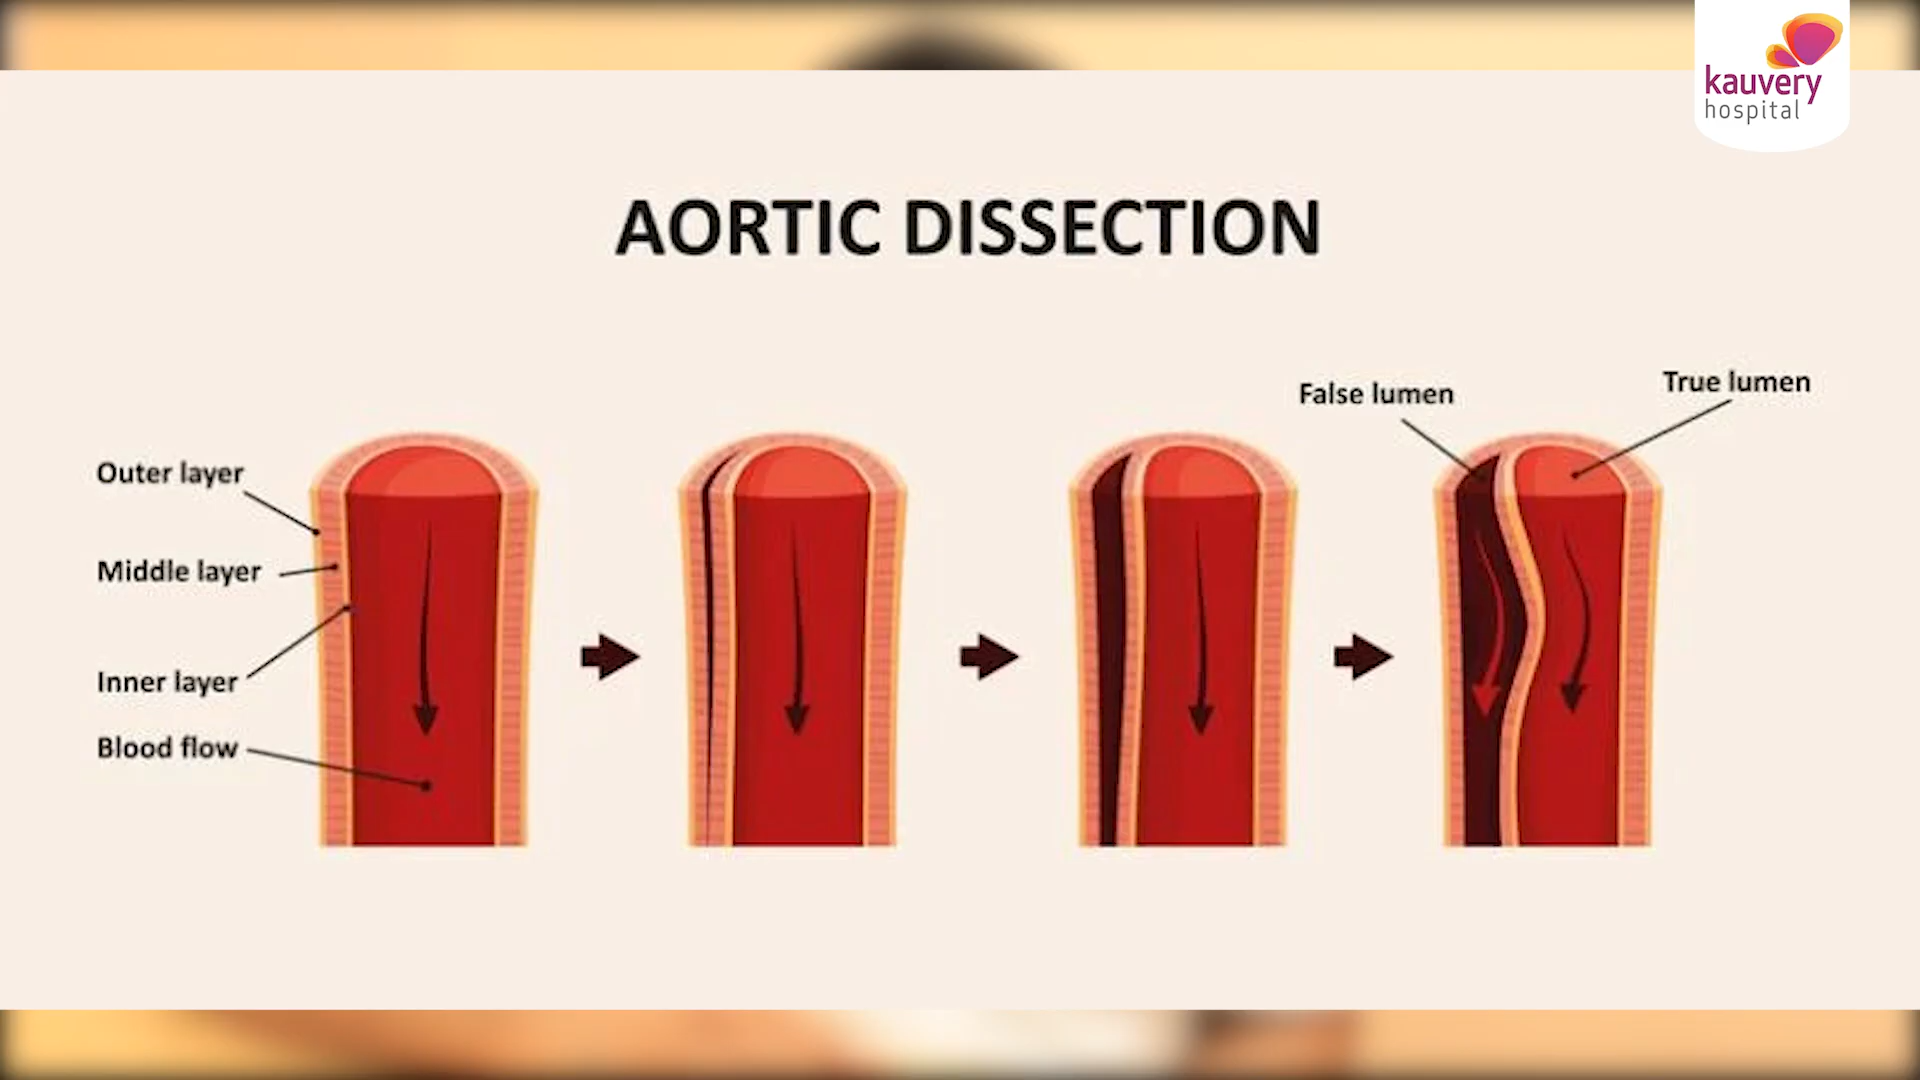 kauvery
hospital
AORTIC DISSECTION
False lumen
True lumen
Outer layer
Middle layer
Inner layer
Blood flow